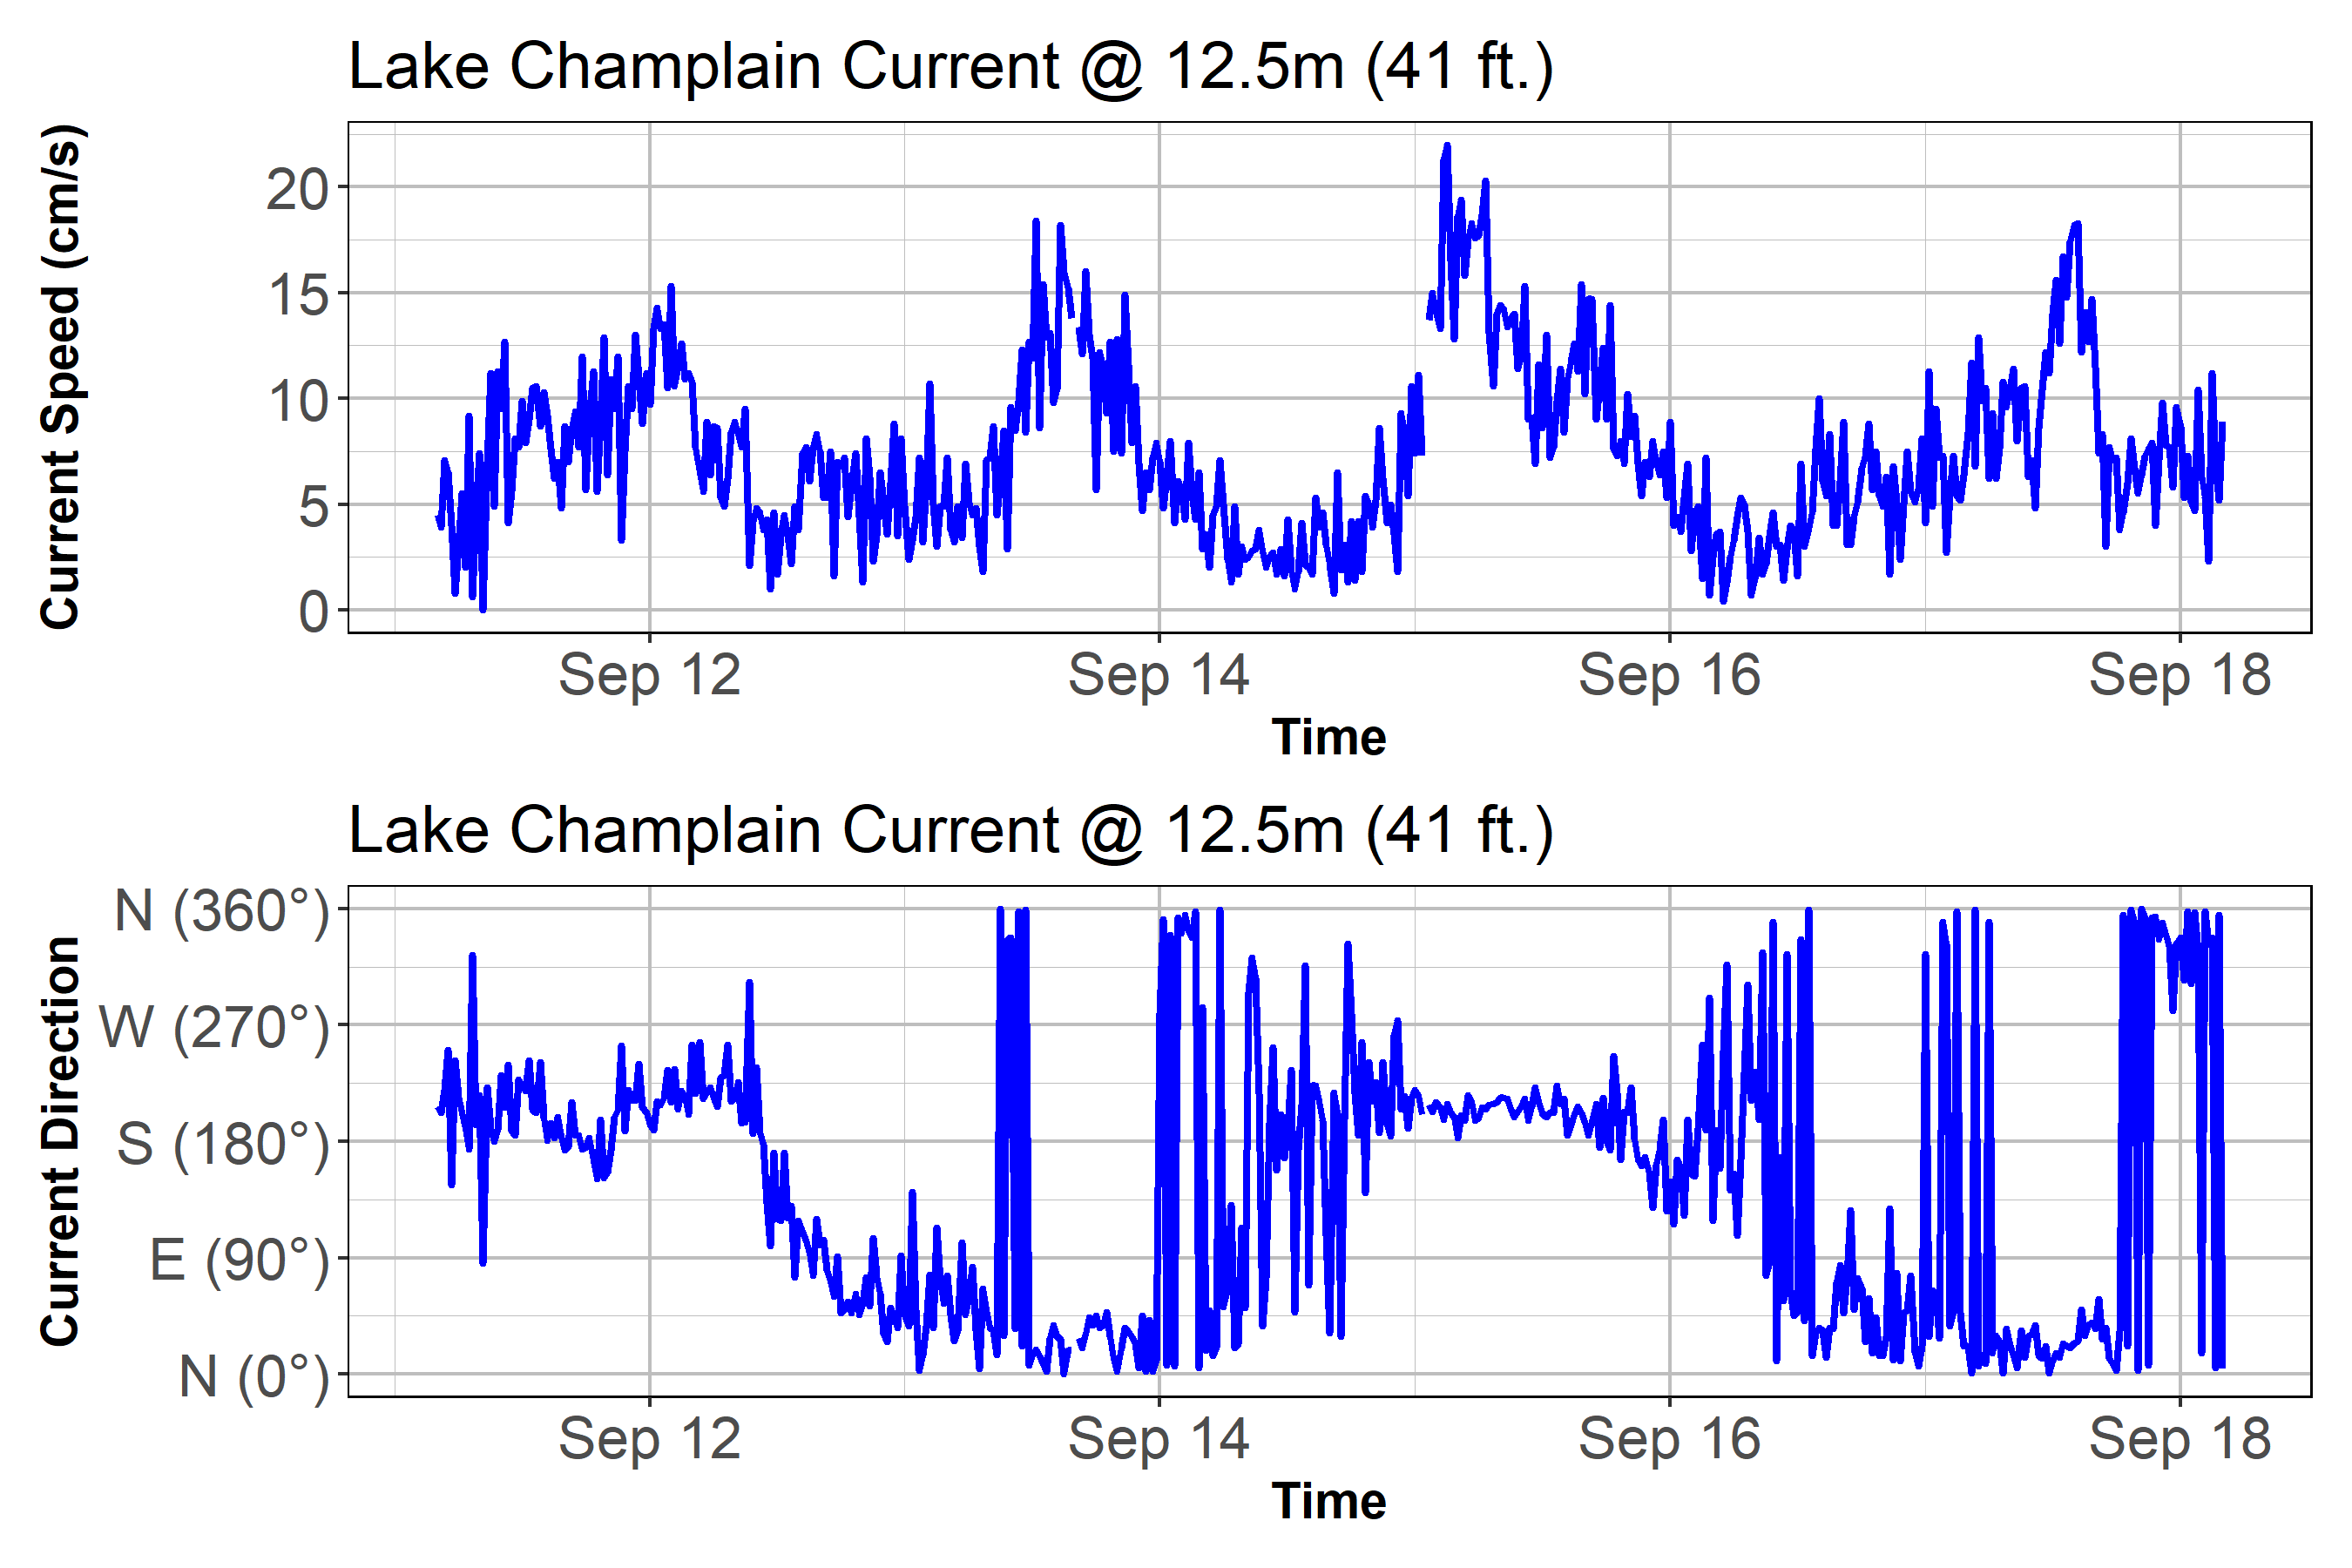 Lake Champlain Current @ 12.5m (41 ft.)
Current Speed (cm/s)
20
15
10
5
0
Sep 12 Sep 14 Sep 16 Sep 18
Time
Lake Champlain Current @ 12.5m (41 ft.)
Current Direction
N (360°)
W (270°)
S (180°)
E (90°)
N (0°)
Sep 12 Sep 14 Sep 16 Sep 18
Time